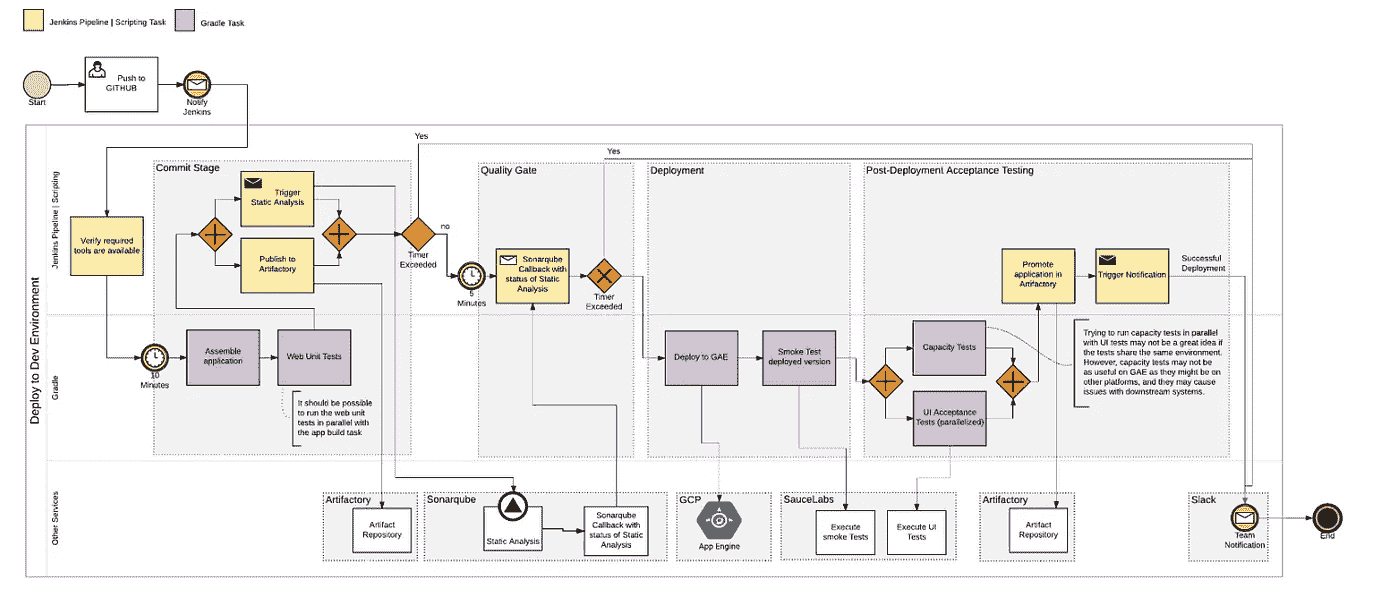 Jenkins Pipeline | Scripting Task
Gradle Task
Start
Push to
GITHUB
Notify
Jenkins
Deploy to Dev Environment
Jenkins Pipeline | Scripting
Gradle
Other Services
Verify required
tools are available
10
Minutes
Commit Stage
Trigger
Static Analysis
Publish to
Artifactory
Assemble
application
Web Unit Tests
It should be possible
to run the web unit
tests in parallel with
the app build task
Yes
no
Timer
Exceeded
5
Minutes
Quality Gate
Sonarqube
Callback with
status of Static
Analysis
Yes
Timer
Exceeded
Deployment
Deploy to GAE
Smoke Test
deployed version
Post-Deployment Acceptance Testing
Capacity Tests
UI Acceptance
Tests (parallelized)
Promote
application in
Artifactory
Trigger Notification
Successful
Deployment
Trying to run capacity tests in parallel
with UI tests may not be a great idea if
the tests share the same environment.
However, capacity tests may not be
as useful on GAE as they might be on
other platforms, and they may cause
issues with downstream systems.
Artifactory
Artifact
Repository
Sonarqube
Static Analysis
Sonarqube
Callback with
status of Static
Analysis
GCP
App Engine
SauceLabs
Execute
smoke Tests
Execute UI
Tests
Artifactory
Artifact
Repository
Slack
Team
Notification
End